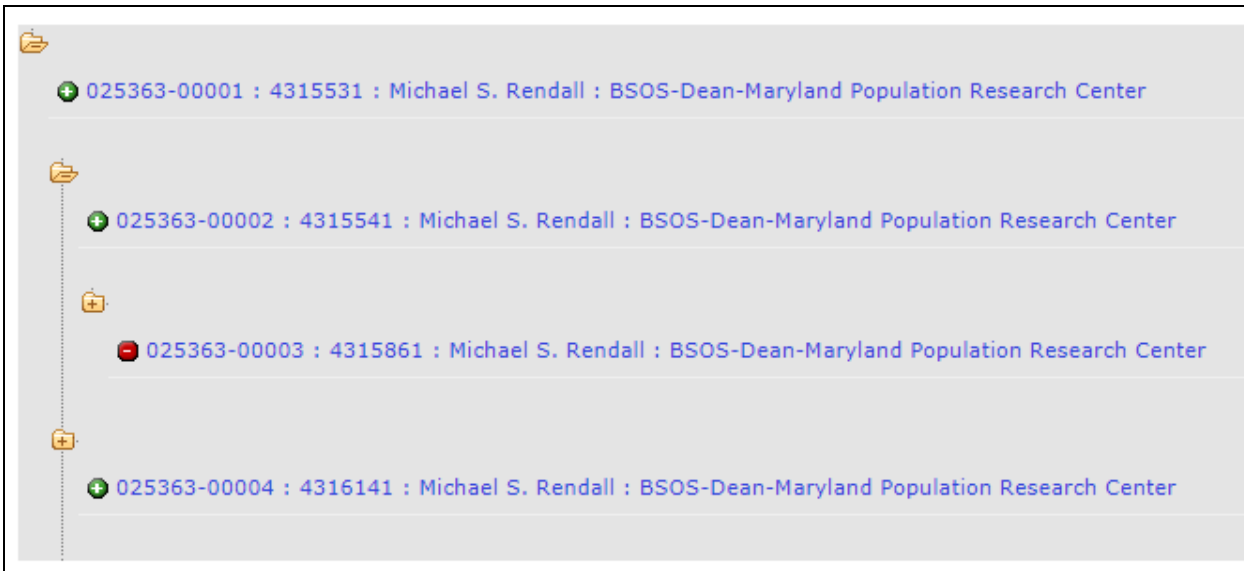 025363-00001 : 4315531 : Michael S. Rendall : BSOS-Dean-Maryland Population Research Center
025363-00002 : 4315541 : Michael S. Rendall : BSOS-Dean-Maryland Population Research Center
025363-00003 : 4315861 : Michael S. Rendall : BSOS-Dean-Maryland Population Research Center
025363-00004 : 4316141 : Michael S. Rendall : BSOS-Dean-Maryland Population Research Center